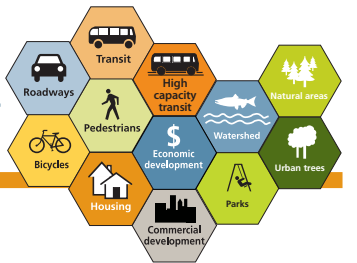 Transit
High
capacity
transit
Roadways
Natural areas
Pedestrians
Watershed
$
Economic
development
Bicycles
Urban trees
Housing
Parks
Commercial
development